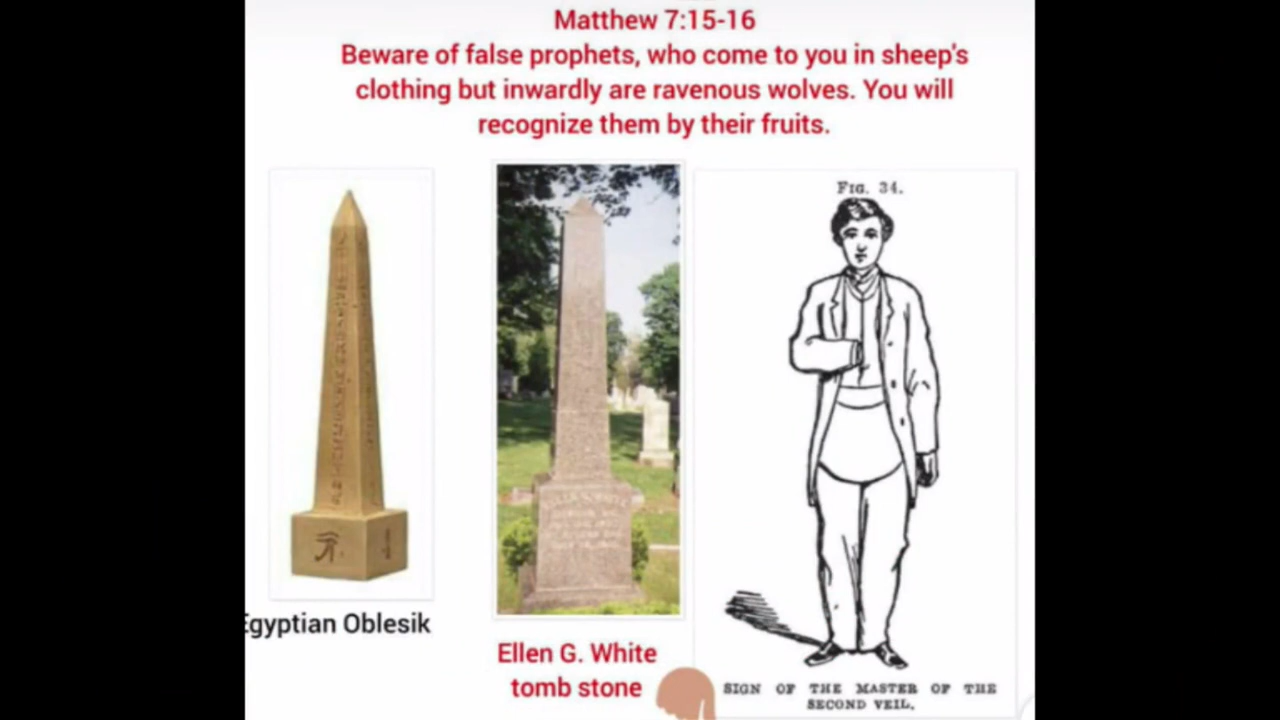 Matthew 7:15-16
Beware of false prophets, who come to you in sheep's
clothing but inwardly are ravenous wolves. You will
recognize them by their fruits.
FIG. 34.
Egyptian Oblesik
Ellen G. White
tomb stone
SIGN OF THE MASTER OF THE
SECOND VEIL.